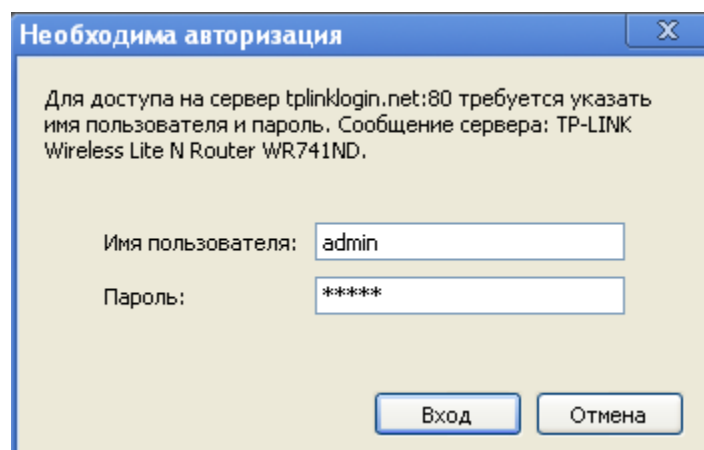 Необходима авторизация
Для доступа на сервер tplinklogin.net:80 требуется указать
имя пользователя и пароль. Сообщение сервера: TP-LINK
Wireless Lite N Router WR741ND.
Имя пользователя: admin
Пароль: *****
Вход Отмена